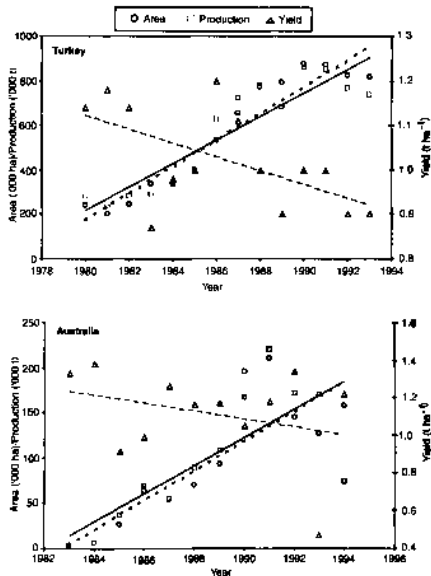 Area Production Yield
Turkey
Area ('000 ha)/Production ('000 t)
1000
800
600
400
200
0
1.3
1.2
1.1
1.0
0.9
0.8
Yield (t ha⁻¹)
1978 1980 1982 1984 1986 1988 1990 1992 1994
Year
Australia
Area ('000 ha)/Production ('000 t)
250
200
150
100
50
0
1.6
1.4
1.2
1.0
0.8
0.6
0.4
Yield (t ha⁻¹)
1982 1984 1986 1988 1990 1992 1994 1996
Year